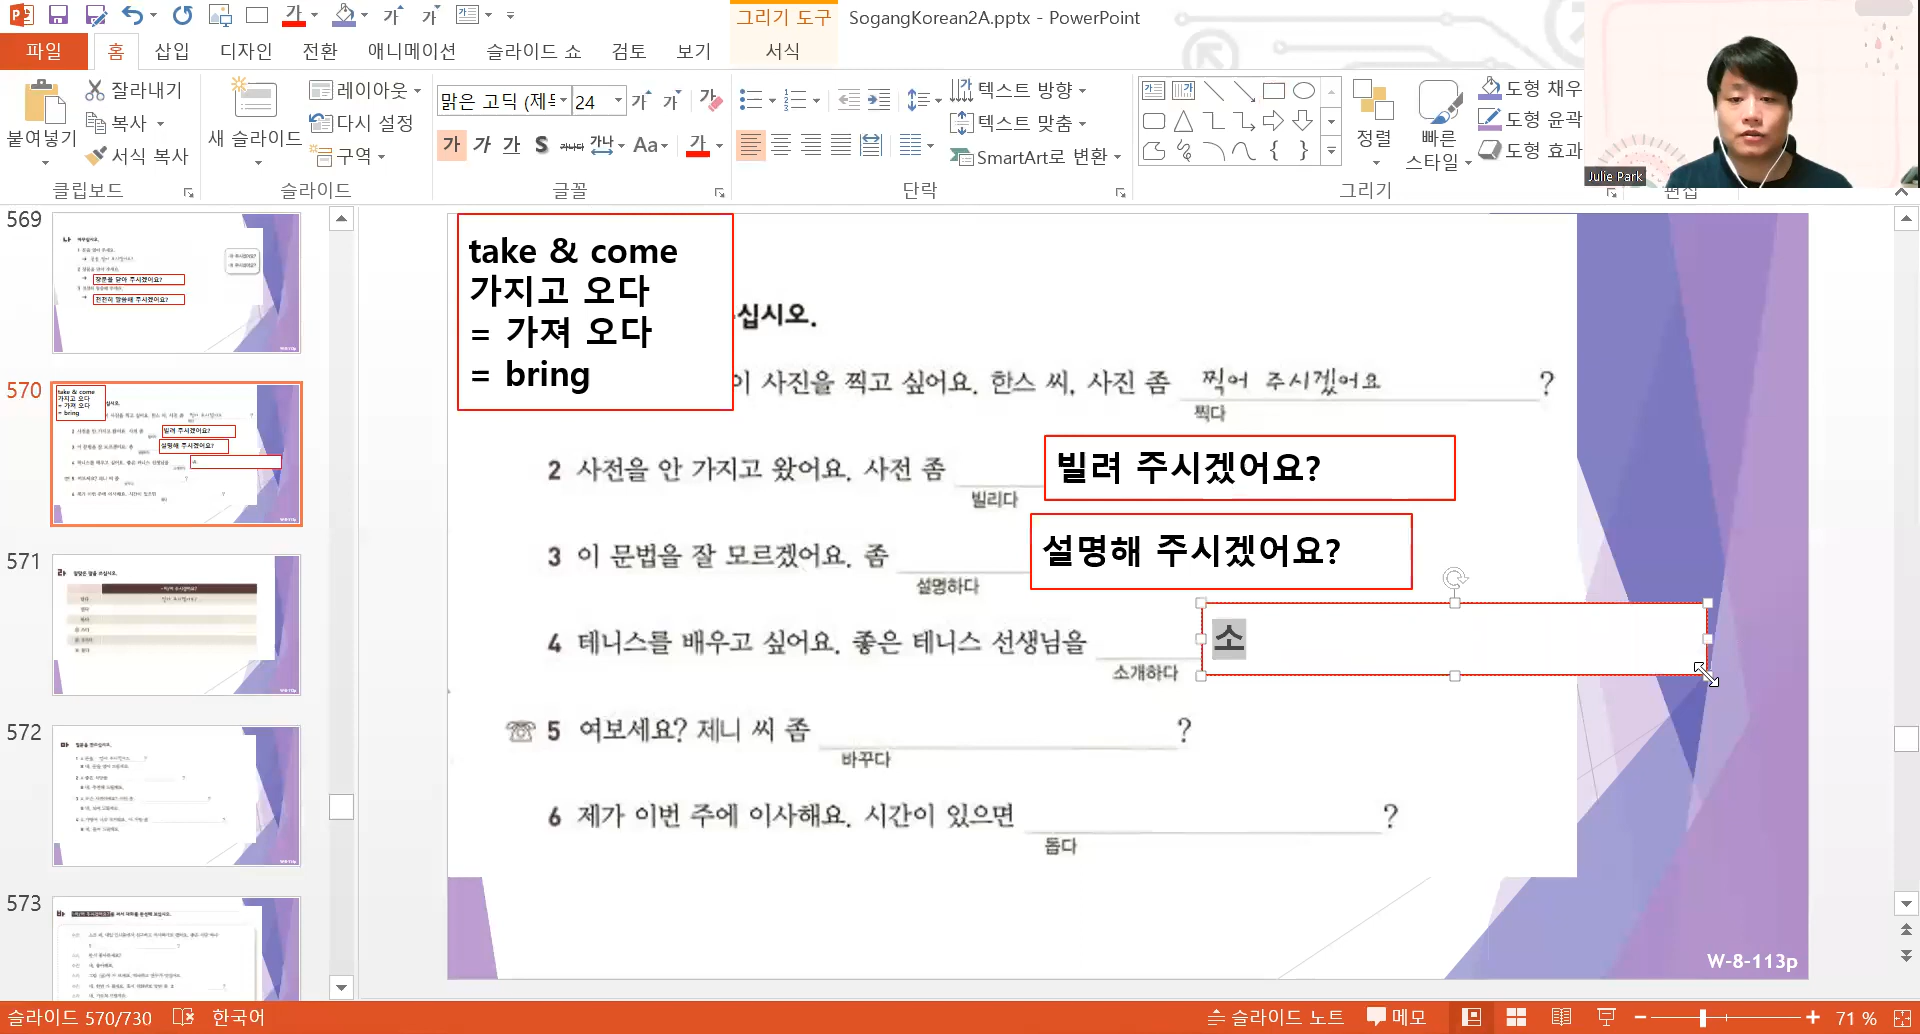 그리기 도구
SogangKorean2A.pptx - PowerPoint
파일 홈 삽입 디자인 전환 애니메이션 슬라이드 쇼 검토 보기 서식
붙여넣기
잘라내기
복사
서식 복사
클립보드
새 슬라이드
레이아웃
다시 설정
구역
슬라이드
맑은 고딕 (제목 24
가 가 가 S 가나다 간나 Aa 가
글꼴
텍스트 방향
텍스트 맞춤
SmartArt로 변환
단락
정렬
빠른
스타일
도형 채우
도형 윤곽
도형 효과
그리기
편집
Julie Park
569
570
571
572
573
take & come
가지고 오다
= 가져 오다
= bring
십시오.
이 사진을 찍고 싶어요. 한스 씨, 사진 좀 찍어 주시겠어요 ?
찍다
2 사전을 안 가지고 왔어요. 사전 좀 빌려 주시겠어요?
빌리다
3 이 문법을 잘 모르겠어요. 좀 설명해 주시겠어요?
설명하다
4 테니스를 배우고 싶어요. 좋은 테니스 선생님을 소
소개하다
5 여보세요? 제니 씨 좀 ?
바꾸다
6 제가 이번 주에 이사해요. 시간이 있으면 ?
돕다
W-8-113p
슬라이드 570/730 한국어 슬라이드 노트 메모 71 %